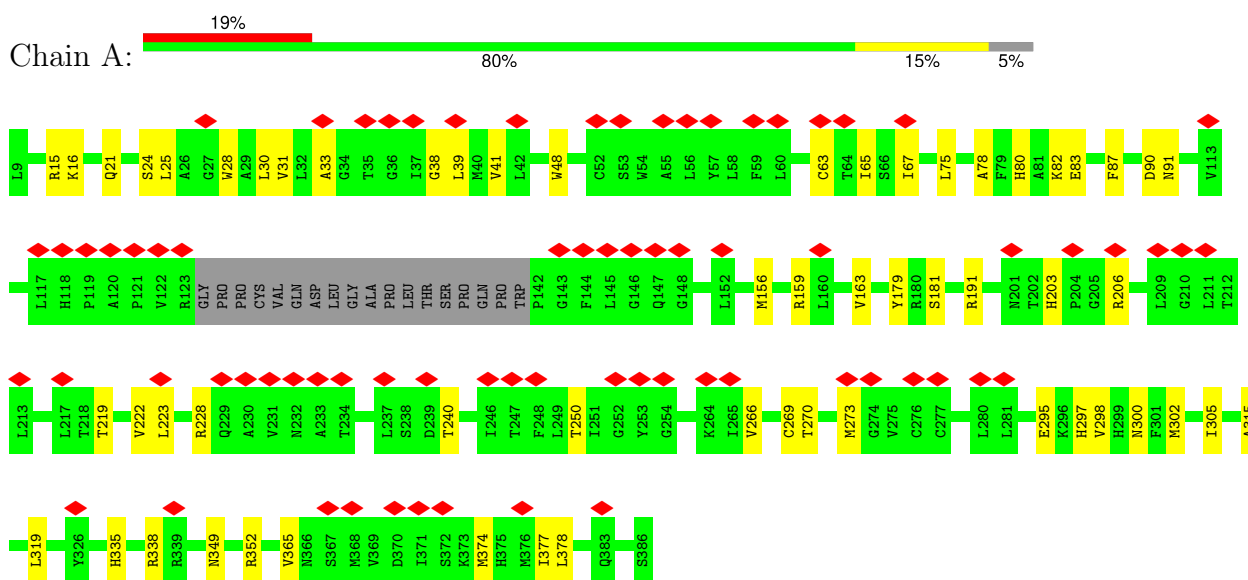 19%
Chain A:
80% 15% 5%
L9 R15 K16 Q21 S24 L25 A26 G27 W28 A29 L30 V31 L32 A33 G34 T35 G36 I37 G38 L39 M40 V41 L42 W48 C52 S53 W54 A55 L56 Y57 L58 F59 L60 C63 T64 I65 S66 I67 L75 A78 F79 H80 A81 K82 E83 F87 D90 N91 V113
L117 H118 P119 A120 P121 V122 R123 GLY PRO PRO CYS VAL GLN ASP LEU GLY ALA PRO LEU THR SER PRO GLN PRO TRP P142 G143 F144 L145 G146 Q147 G148 L152 M156 R159 L160 V163 Y179 R180 S181 R191 N201 T202 H203 P204 G205 R206 L209 G210 L211 T212
L213 L217 T218 T219 V222 L223 R228 Q229 A230 V231 N232 A233 T234 L237 S238 D239 T240 I246 T247 F248 L249 T250 I251 G252 Y253 G254 K264 I265 V266 C269 T270 M273 G274 V275 C276 C277 L280 L281 E295 K296 H297 V298 H299 N300 F301 M302 I305 A315
L319 Y326 H335 R338 R339 N349 R352 V365 N366 S367 M368 V369 D370 I371 S372 K373 M374 H375 M376 I377 L378 Q383 S386